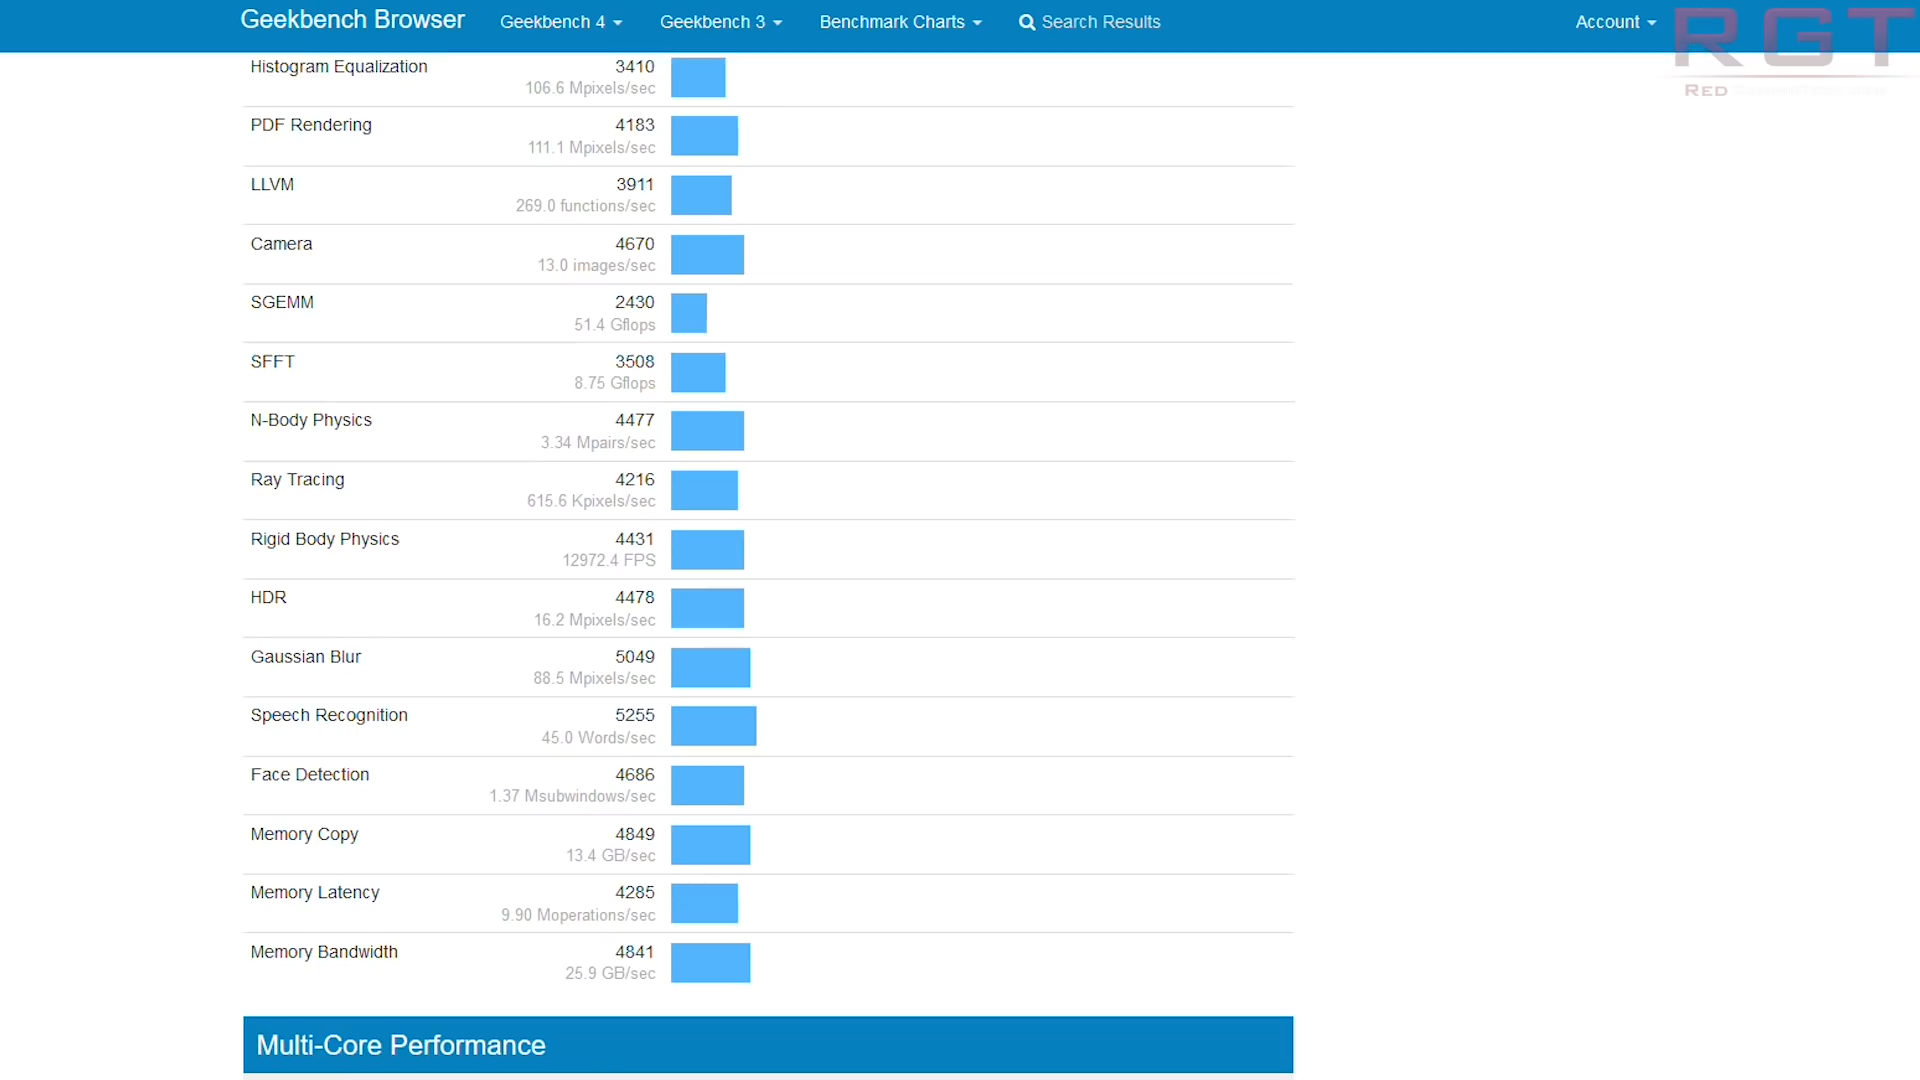 Geekbench Browser Geekbench 4 Geekbench 3 Benchmark Charts Search Results Account
RGT
RED
Histogram Equalization 3410
106.6 Mpixels/sec
PDF Rendering 4183
111.1 Mpixels/sec
LLVM 3911
269.0 functions/sec
Camera 4670
13.0 images/sec
SGEMM 2430
51.4 Gflops
SFFT 3508
8.75 Gflops
N-Body Physics 4477
3.34 Mpairs/sec
Ray Tracing 4216
615.6 Kpixels/sec
Rigid Body Physics 4431
12972.4 FPS
HDR 4478
16.2 Mpixels/sec
Gaussian Blur 5049
88.5 Mpixels/sec
Speech Recognition 5255
45.0 Words/sec
Face Detection 4686
1.37 Msubwindows/sec
Memory Copy 4849
13.4 GB/sec
Memory Latency 4285
9.90 Moperations/sec
Memory Bandwidth 4841
25.9 GB/sec
Multi-Core Performance